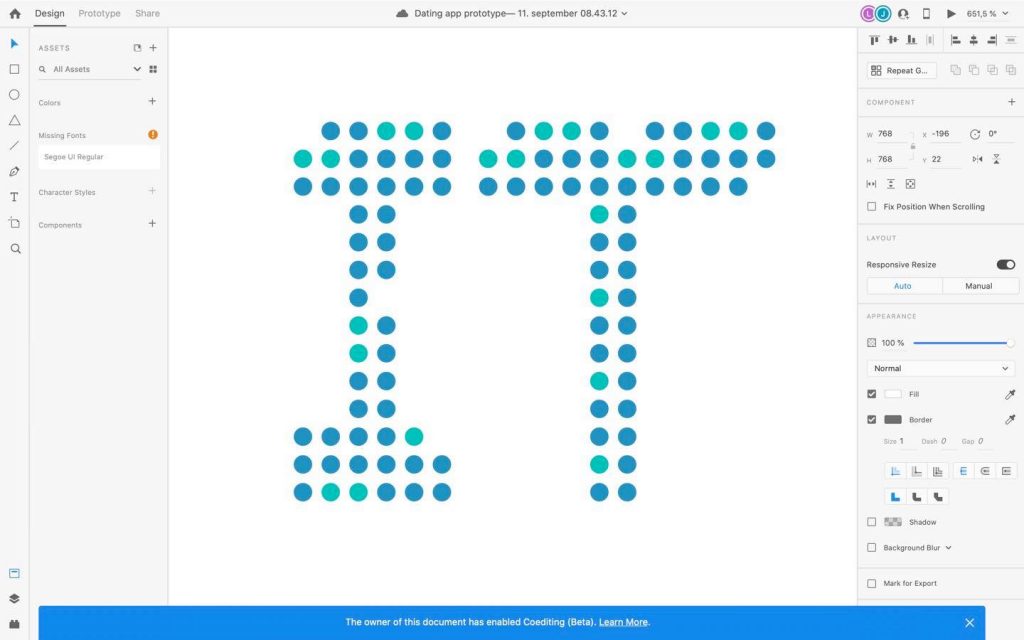 Design Prototype Share
Dating app prototype— 11. september 08.43.12
L J
651,5 %
ASSETS
All Assets
Colors
Missing Fonts
Segoe UI Regular
Character Styles
Components
IT
Repeat G...
COMPONENT
W 768 X -196 0°
H 768 Y 22
Fix Position When Scrolling
LAYOUT
Responsive Resize
Auto Manual
APPEARANCE
100 %
Normal
Fill
Border
Size 1 Dash 0 Gap 0
Shadow
Background Blur
Mark for Export
The owner of this document has enabled Coediting (Beta). Learn More.